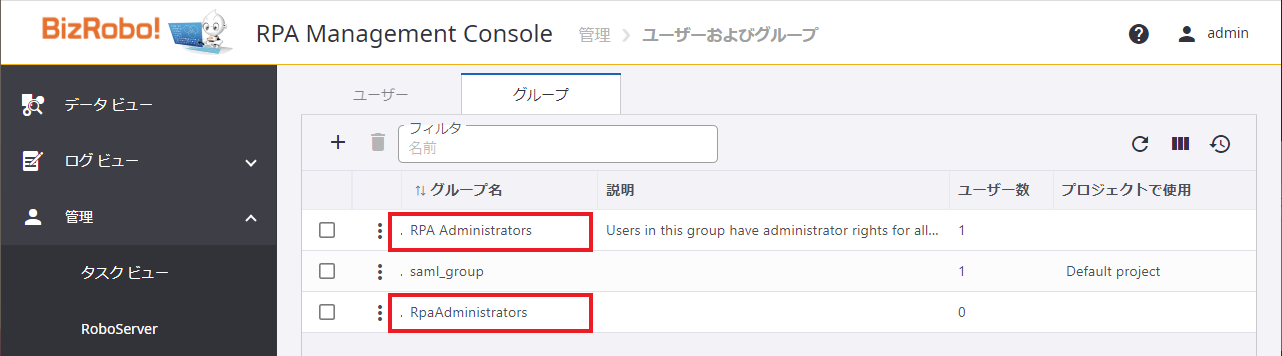 BizRobo! RPA Management Console 管理 > ユーザーおよびグループ ? admin
データ ビュー
ログ ビュー
管理
タスク ビュー
RoboServer
ユーザー グループ
フィルタ
名前
グループ名 説明 ユーザー数 プロジェクトで使用
RPA Administrators Users in this group have administrator rights for all... 1
saml_group 1 Default project
RpaAdministrators 0